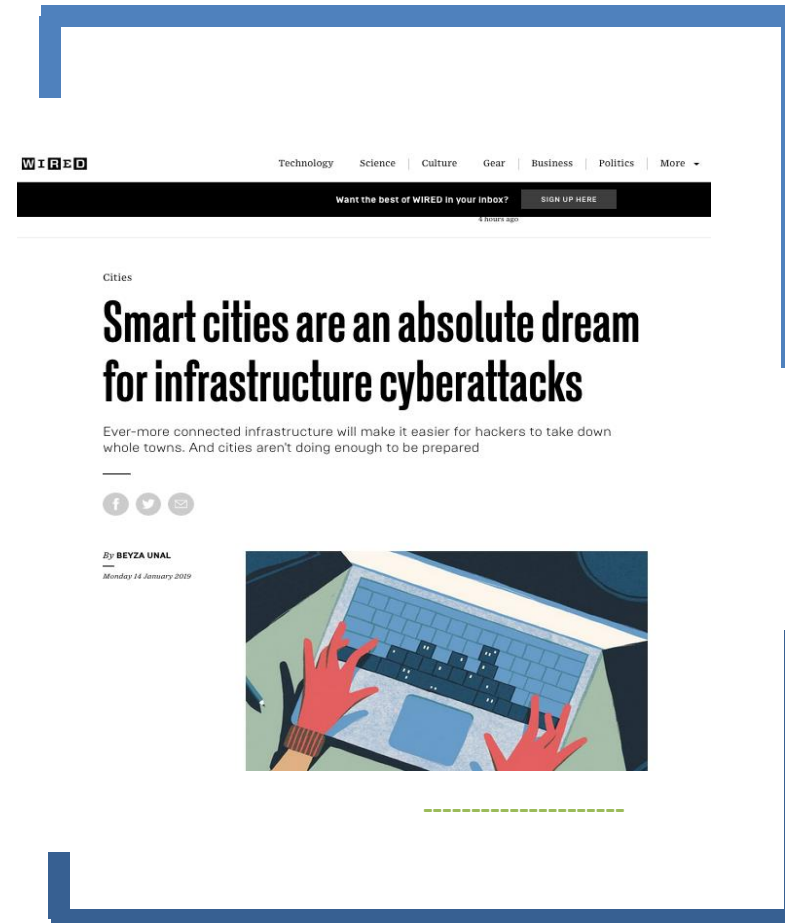 WIRED
Technology Science Culture Gear Business Politics More
Want the best of WIRED in your inbox? SIGN UP HERE
4 hours ago
Cities
Smart cities are an absolute dream
for infrastructure cyberattacks
Ever-more connected infrastructure will make it easier for hackers to take down
whole towns. And cities aren't doing enough to be prepared
By BEYZA UNAL
Monday 14 January 2019